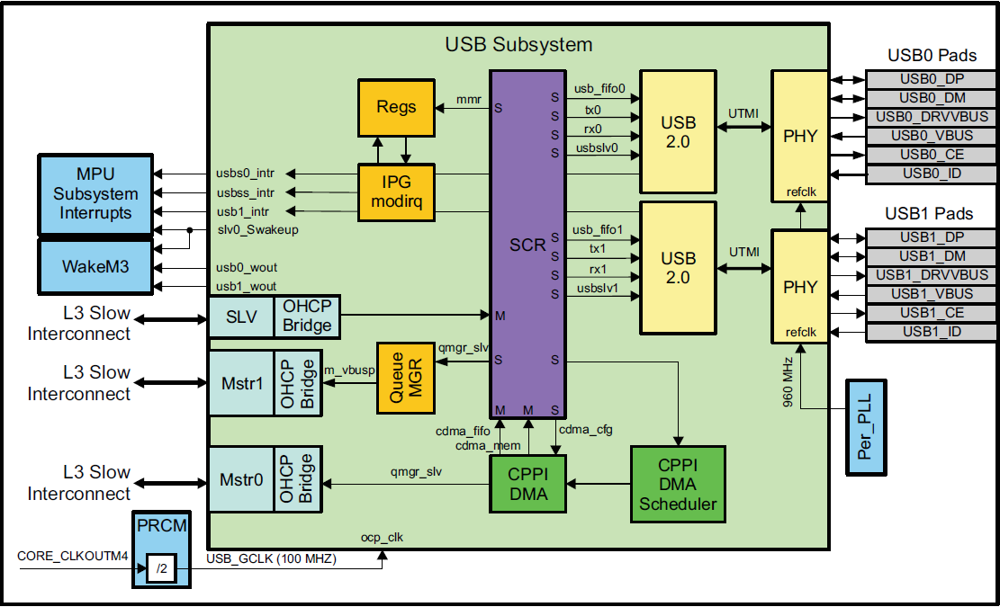 USB Subsystem
USB0 Pads
USB0_DP
USB0_DM
USB0_DRVVBUS
USB0_VBUS
USB0_CE
USB0_ID
USB1 Pads
USB1_DP
USB1_DM
USB1_DRVVBUS
USB1_VBUS
USB1_CE
USB1_ID
Regs
mmr
S
IPG
modirq
SCR
S
S
S
S
usb_fifo0
tx0
rx0
usbslv0
USB
2.0
UTMI
PHY
refclk
S
S
S
S
usb_fifo1
tx1
rx1
usbslv1
USB
2.0
UTMI
PHY
refclk
MPU
Subsystem
Interrupts
WakeM3
usbs0_intr
usbss_intr
usb1_intr
slv0_Swakeup
usb0_wout
usb1_wout
L3 Slow
Interconnect
SLV
OHCP
Bridge
M
L3 Slow
Interconnect
Mstr1
OHCP
Bridge
m_vbusp
Queue
MGR
qmgr_slv
S
S
M
M
S
cdma_fifo
cdma_mem
cdma_cfg
960 MHz
Per_PLL
L3 Slow
Interconnect
Mstr0
OHCP
Bridge
qmgr_slv
CPPI
DMA
CPPI
DMA
Scheduler
PRCM
CORE_CLKOUTM4
/2
USB_GCLK (100 MHZ)
ocp_clk